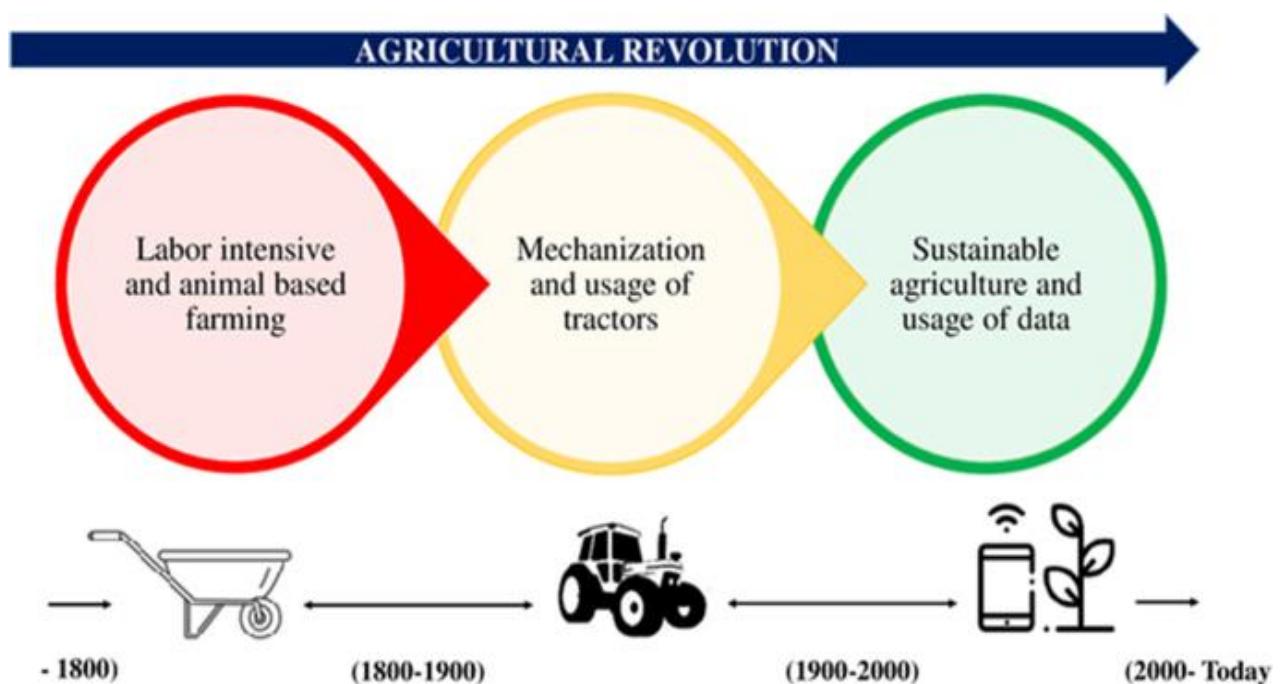 AGRICULTURAL REVOLUTION
Labor intensive
and animal based
farming
Mechanization
and usage of
tractors
Sustainable
agriculture and
usage of data
- 1800)
(1800-1900)
(1900-2000)
(2000- Today